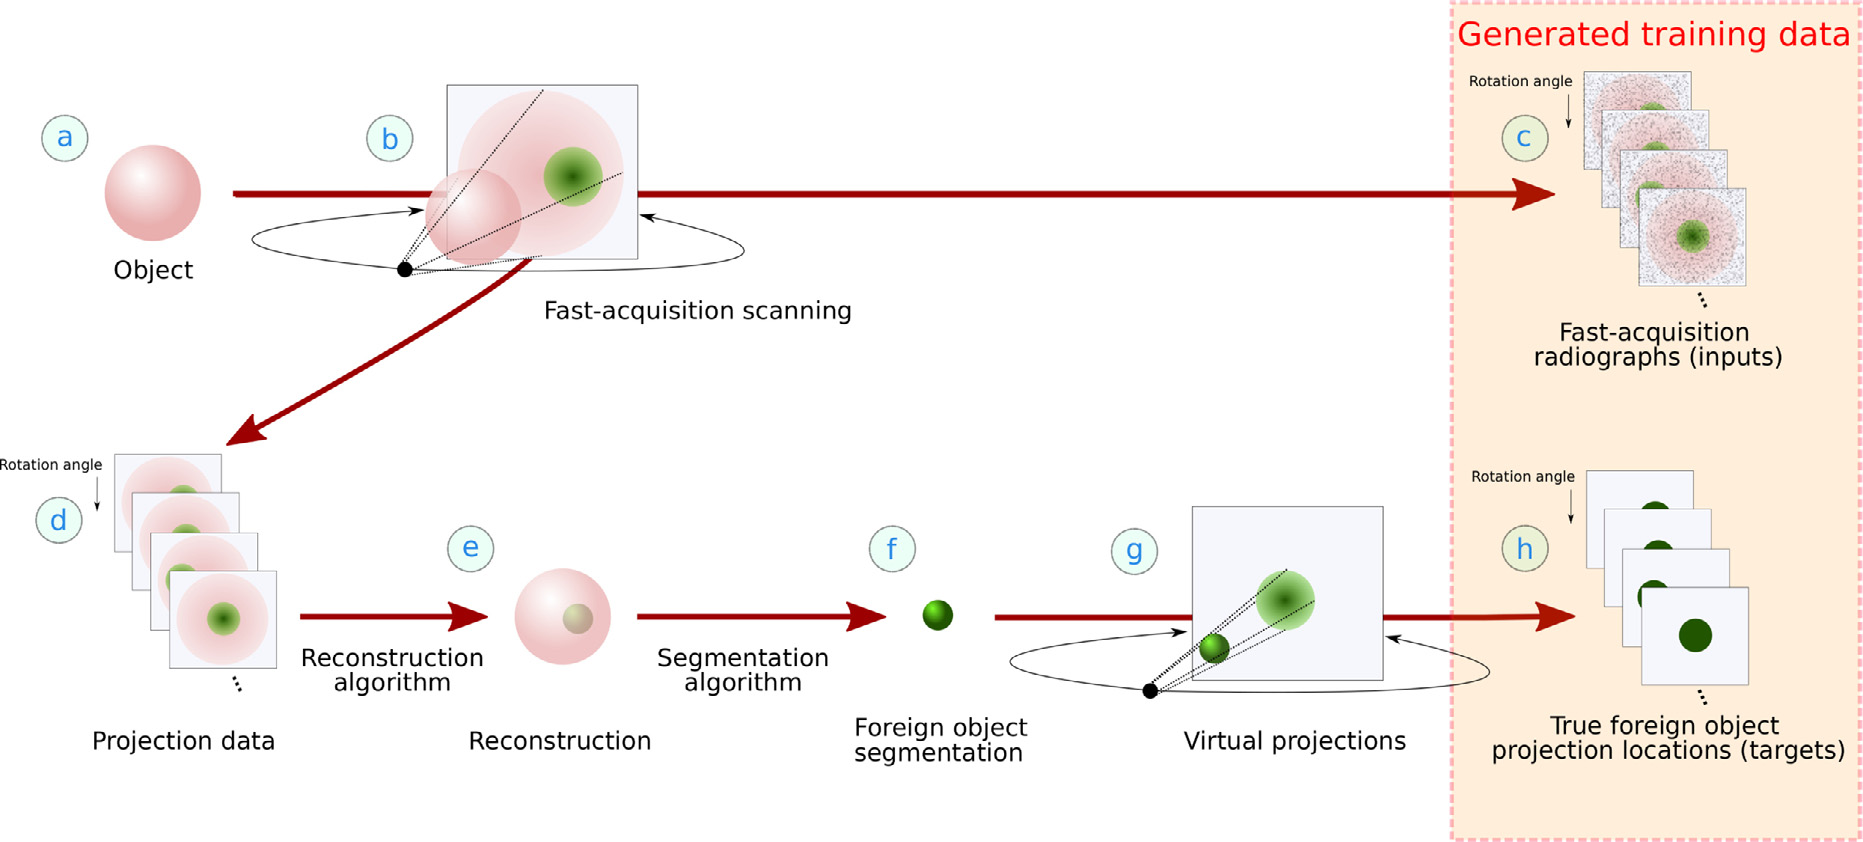 Generated training data
Rotation angle
a
b
c
Object
Fast-acquisition scanning
Fast-acquisition
radiographs (inputs)
Rotation angle
d
e
f
g
Rotation angle
h
Reconstruction
algorithm
Segmentation
algorithm
Projection data
Reconstruction
Foreign object
segmentation
Virtual projections
True foreign object
projection locations (targets)